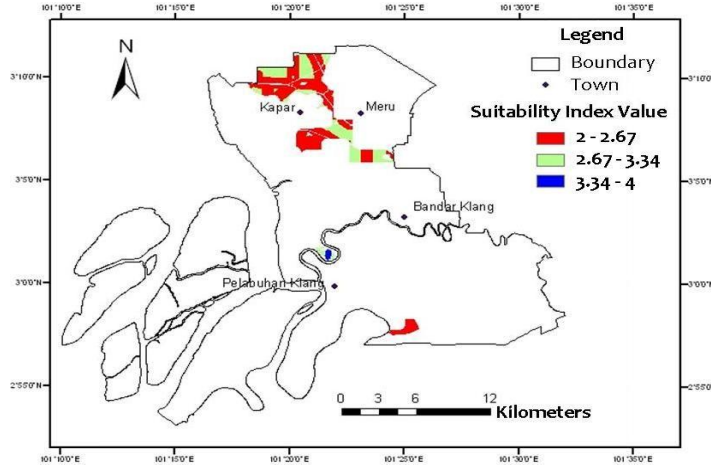 101°10'0"E 101°15'0"E 101°20'0"E 101°25'0"E 101°30'0"E 101°35'0"E
N
Legend
Boundary
Town
Suitability Index Value
2 - 2.67
2.67 - 3.34
3.34 - 4
3°10'0"N 3°10'0"N
Kapar Meru
3°5'0"N 3°5'0"N
Bandar Klang
3°0'0"N 3°0'0"N
Pelabuhan Klang
2°55'0"N 2°55'0"N
0 3 6 12
Kilometers
101°10'0"E 101°15'0"E 101°20'0"E 101°25'0"E 101°30'0"E 101°35'0"E